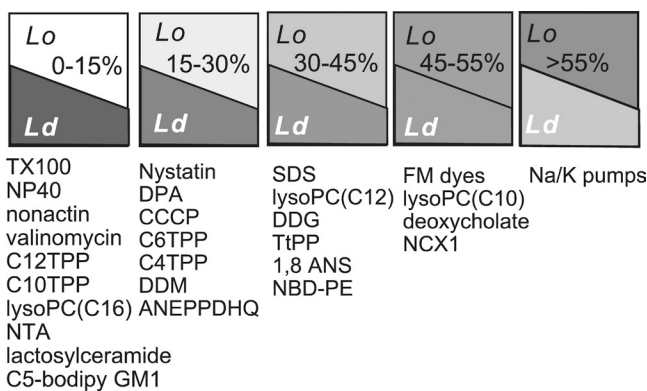 Lo
0-15%
Ld
Lo
15-30%
Ld
Lo
30-45%
Ld
Lo
45-55%
Ld
Lo
>55%
Ld
TX100
NP40
nonactin
valinomycin
C12TPP
C10TPP
lysoPC(C16)
NTA
lactosylceramide
C5-bodipy GM1
Nystatin
DPA
CCCP
C6TPP
C4TPP
DDM
ANEPPDHQ
SDS
lysoPC(C12)
DDG
TtPP
1,8 ANS
NBD-PE
FM dyes
lysoPC(C10)
deoxycholate
NCX1
Na/K pumps